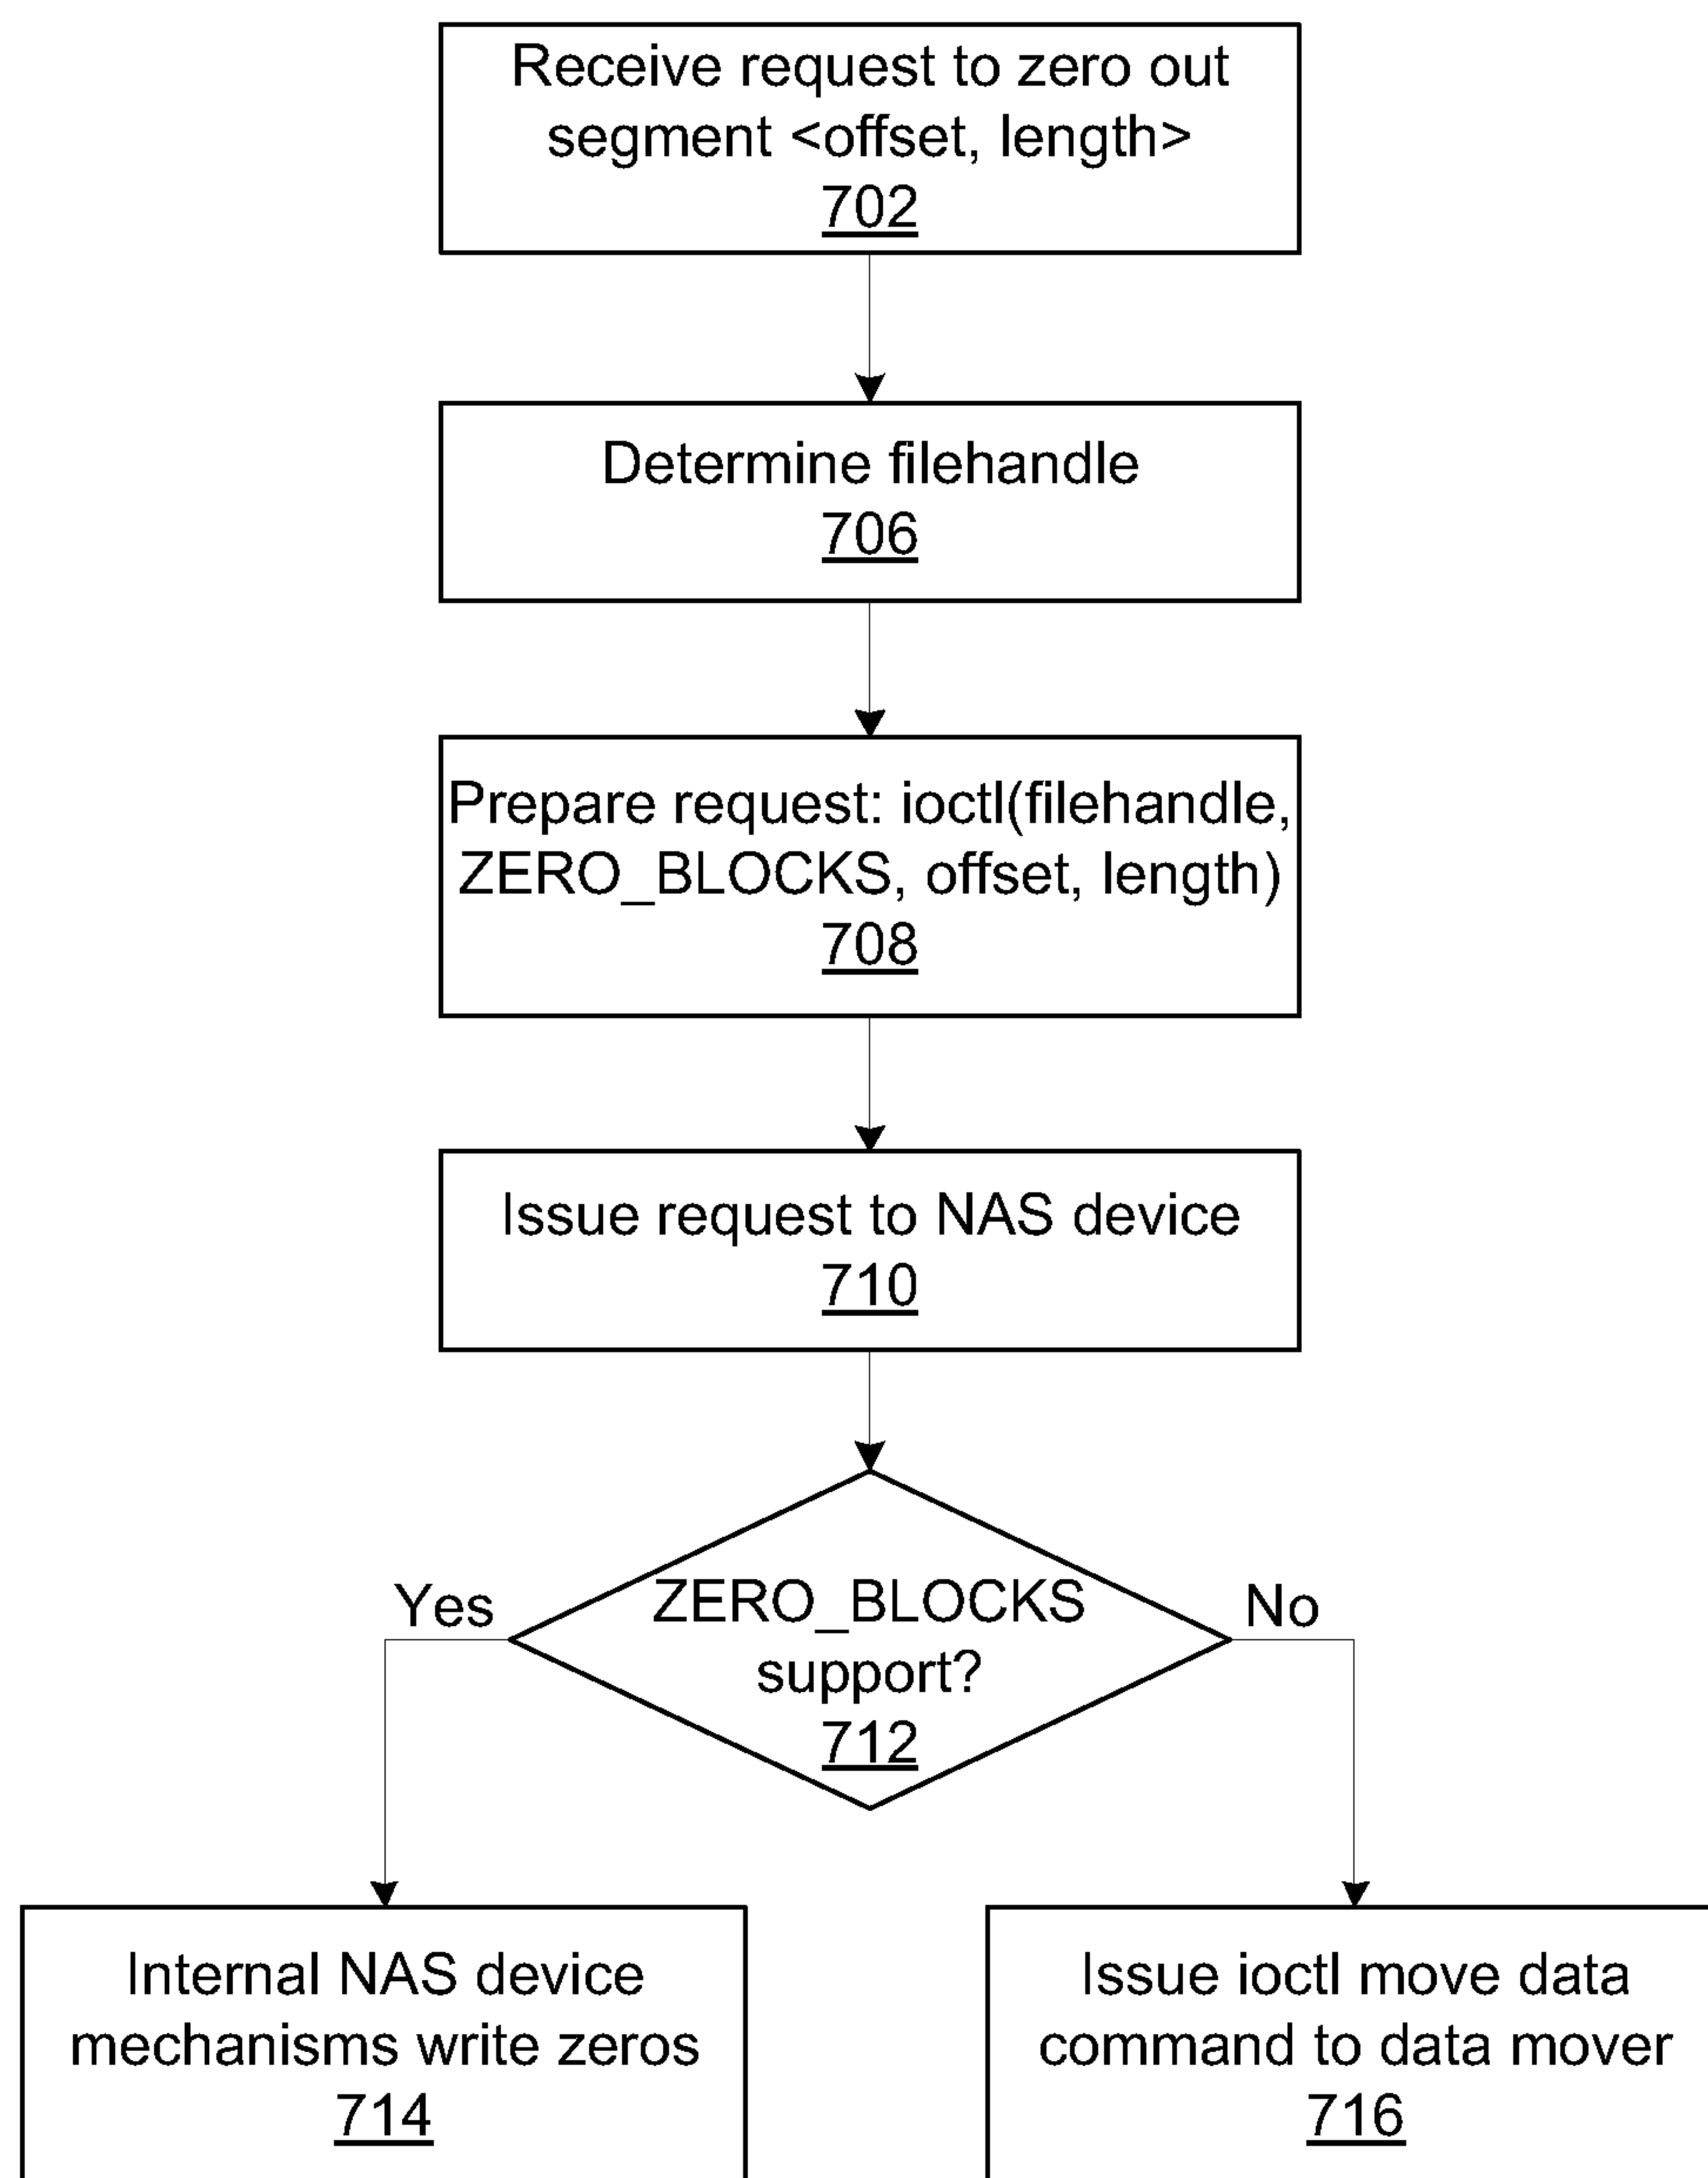 Receive request to zero out
segment <offset, length>
702
Determine filehandle
706
Prepare request: ioctl(filehandle,
ZERO_BLOCKS, offset, length)
708
Issue request to NAS device
710
ZERO_BLOCKS
support?
712
Yes
No
Internal NAS device
mechanisms write zeros
714
Issue ioctl move data
command to data mover
716